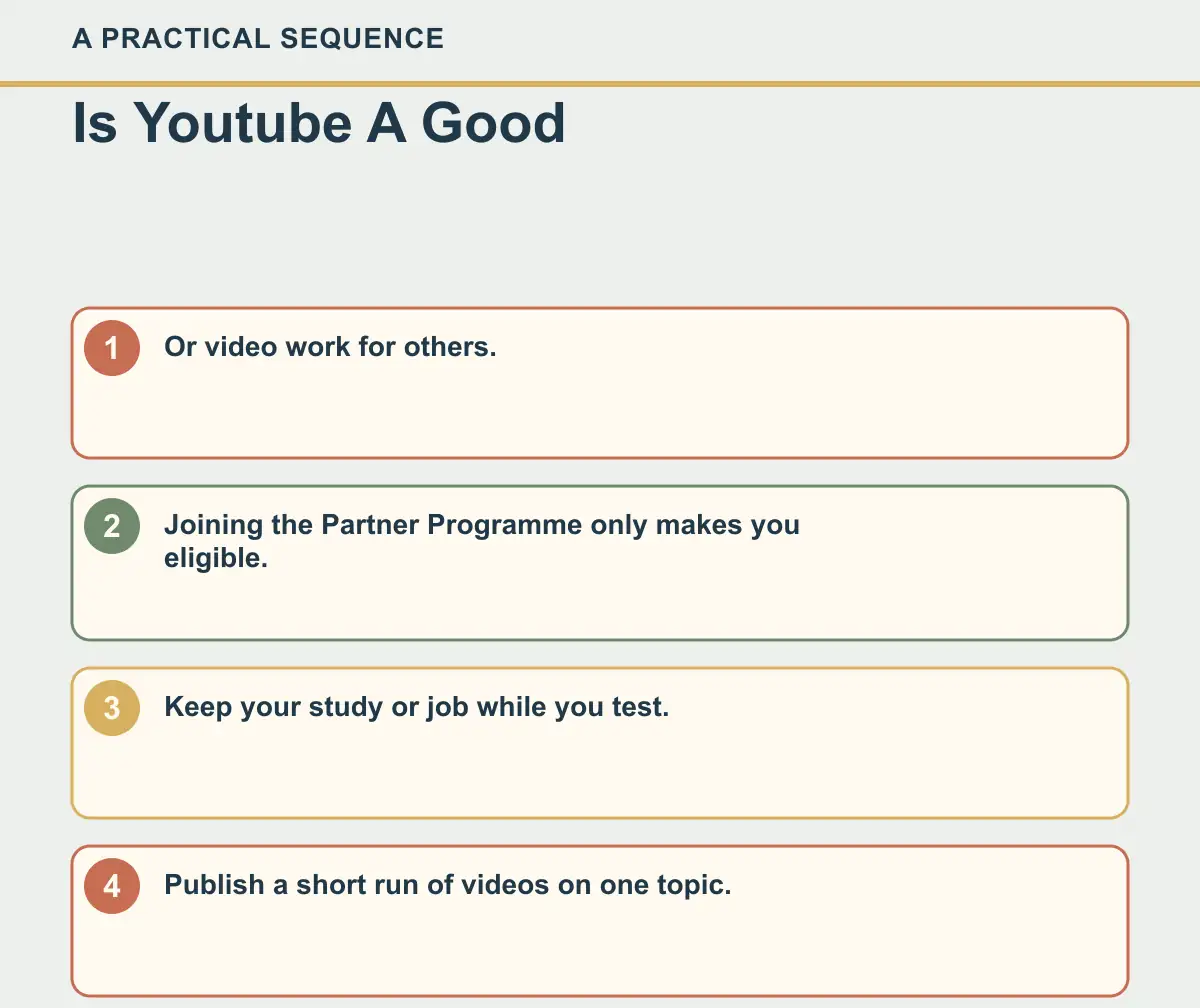 A PRACTICAL SEQUENCE
Is Youtube A Good
1
Or video work for others.
2
Joining the Partner Programme only makes you
eligible.
3
Keep your study or job while you test.
4
Publish a short run of videos on one topic.